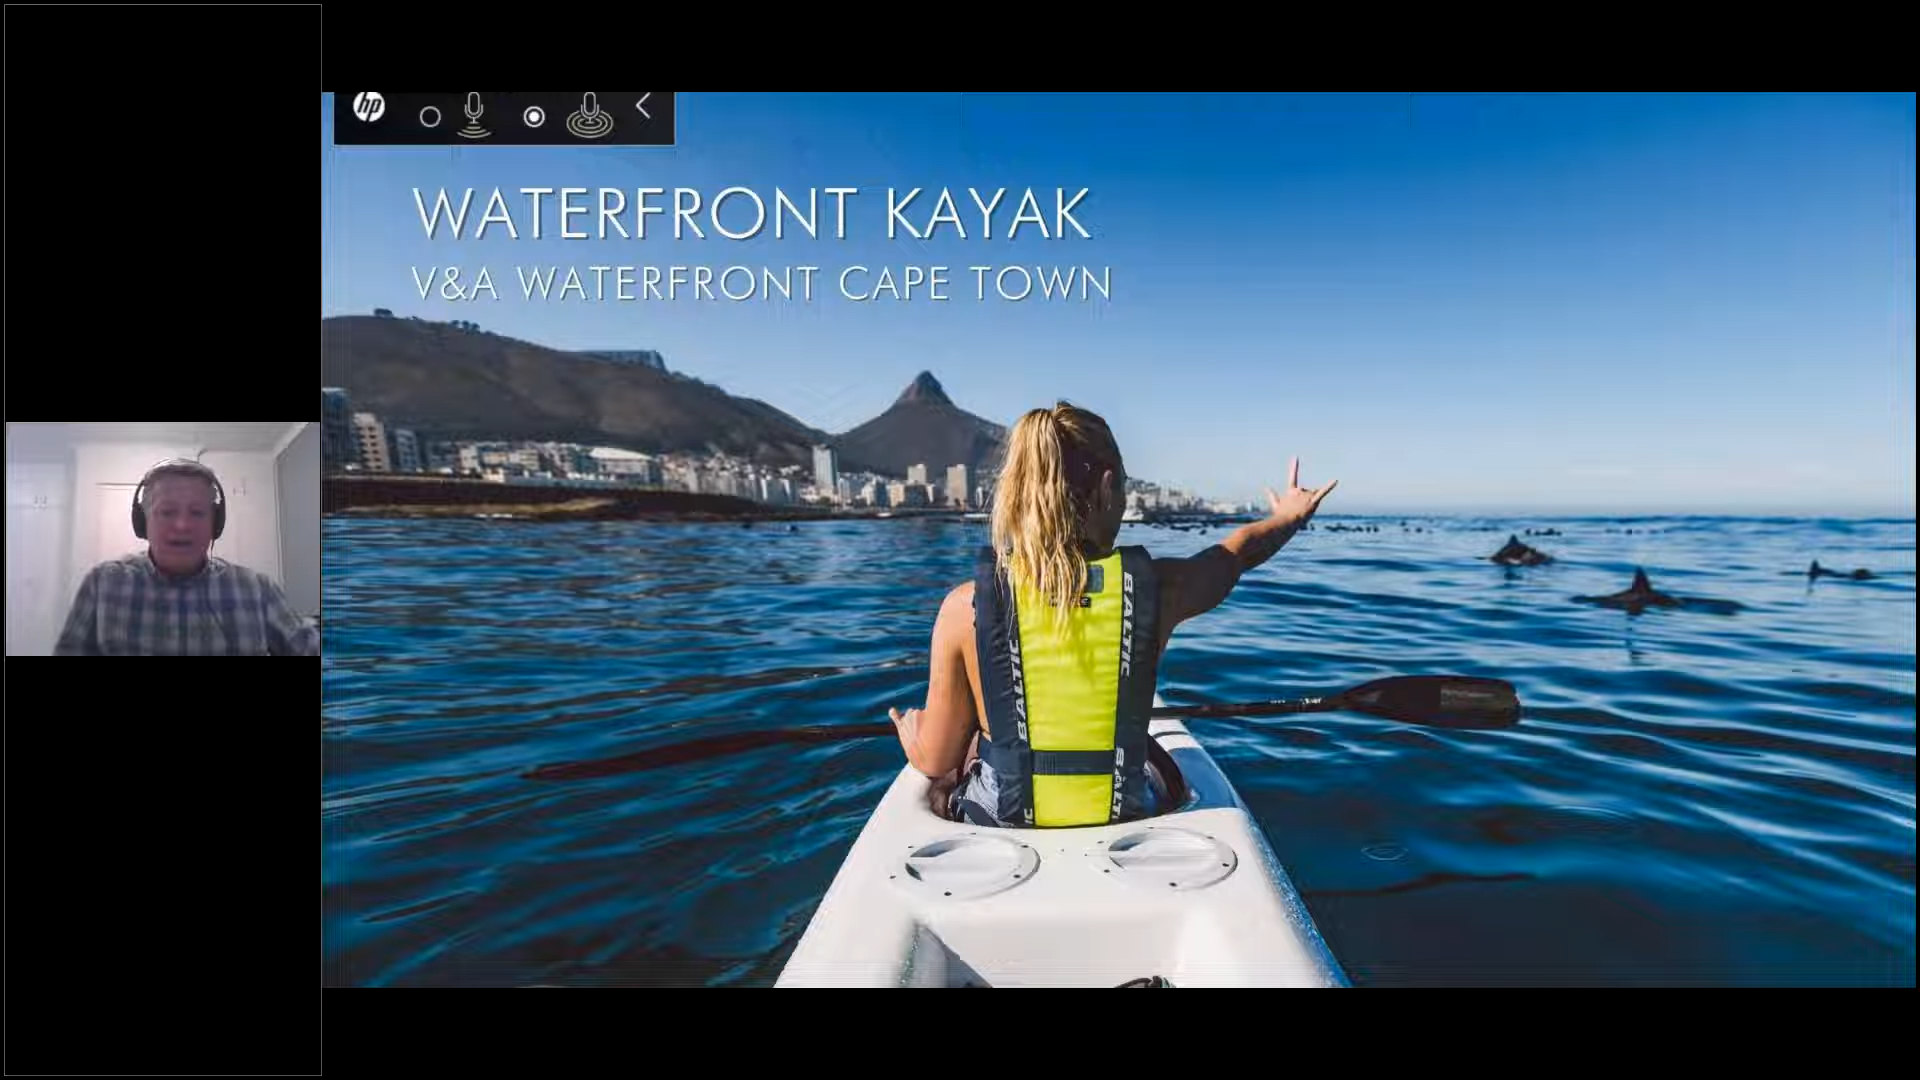 hp
WATERFRONT KAYAK
V&A WATERFRONT CAPE TOWN
BALTIC
BALTIC
BALTIC